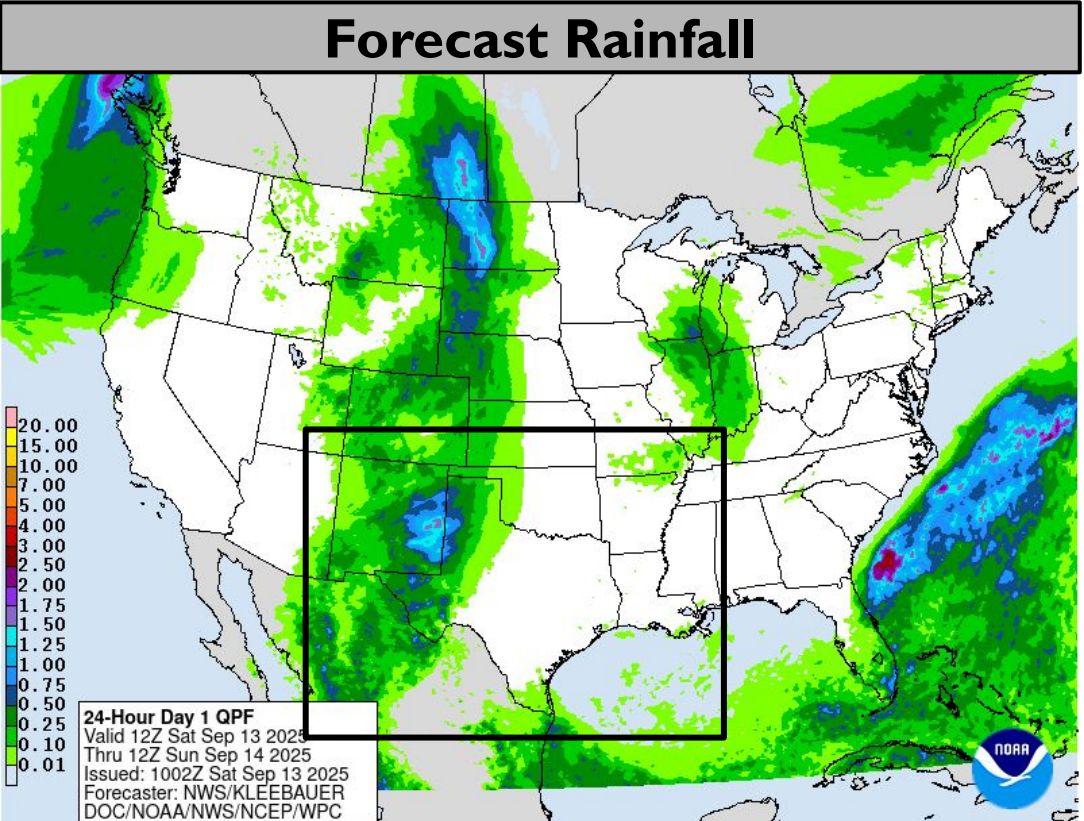 Forecast Rainfall
20.00
15.00
10.00
7.00
5.00
4.00
3.00
2.50
2.00
1.75
1.50
1.25
1.00
0.75
0.50
0.25
0.10
0.01
24-Hour Day 1 QPF
Valid 12Z Sat Sep 13 2025
Thru 12Z Sun Sep 14 2025
Issued: 1002Z Sat Sep 13 2025
Forecaster: NWS/KLEEBAUER
DOC/NOAA/NWS/NCEP/WPC
NOAA